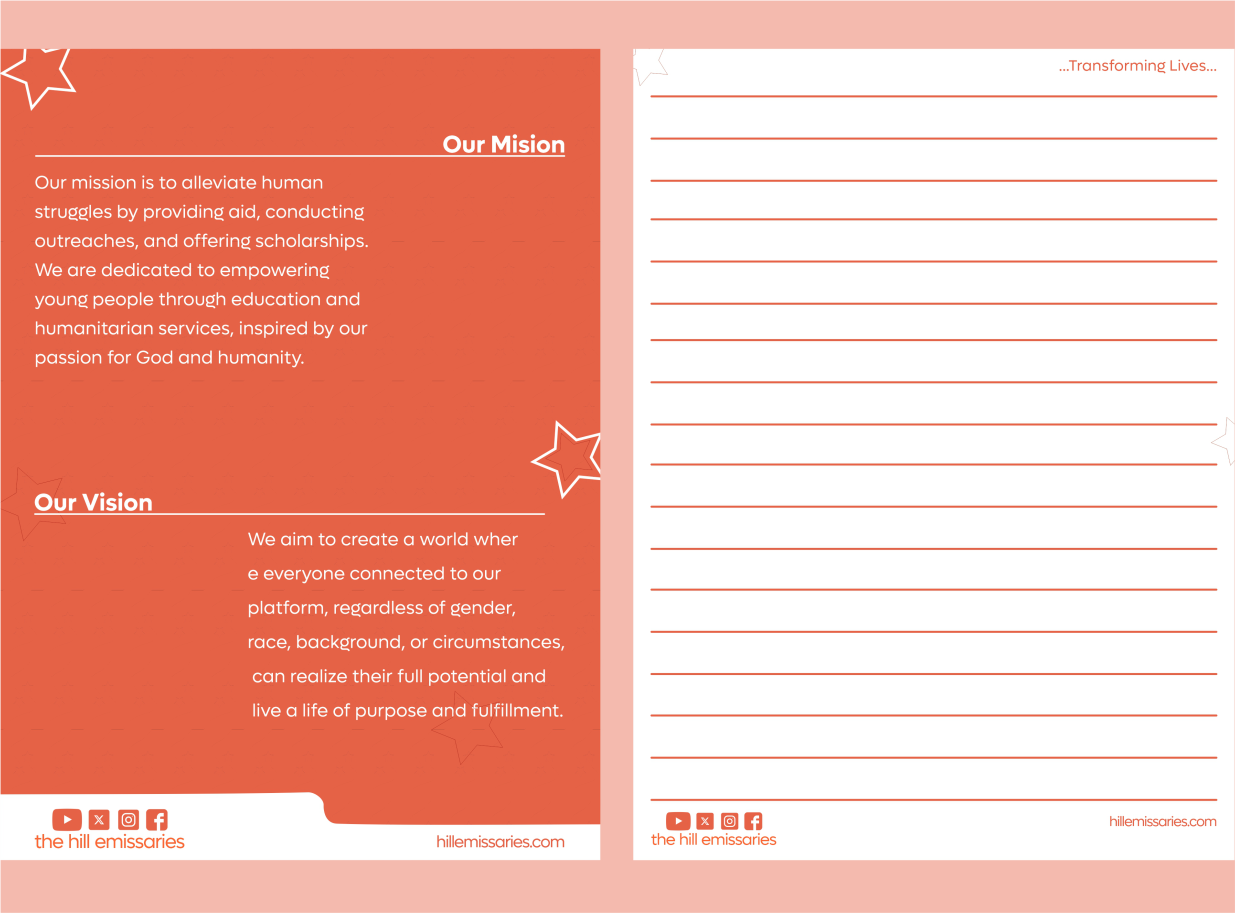 Our Mision
Our mission is to alleviate human
struggles by providing aid, conducting
outreaches, and offering scholarships.
We are dedicated to empowering
young people through education and
humanitarian services, inspired by our
passion for God and humanity.
Our Vision
We aim to create a world wher
e everyone connected to our
platform, regardless of gender,
race, background, or circumstances,
can realize their full potential and
live a life of purpose and fulfillment.
the hill emissaries
hillemissaries.com
...Transforming Lives...
hillemissaries.com
the hill emissaries